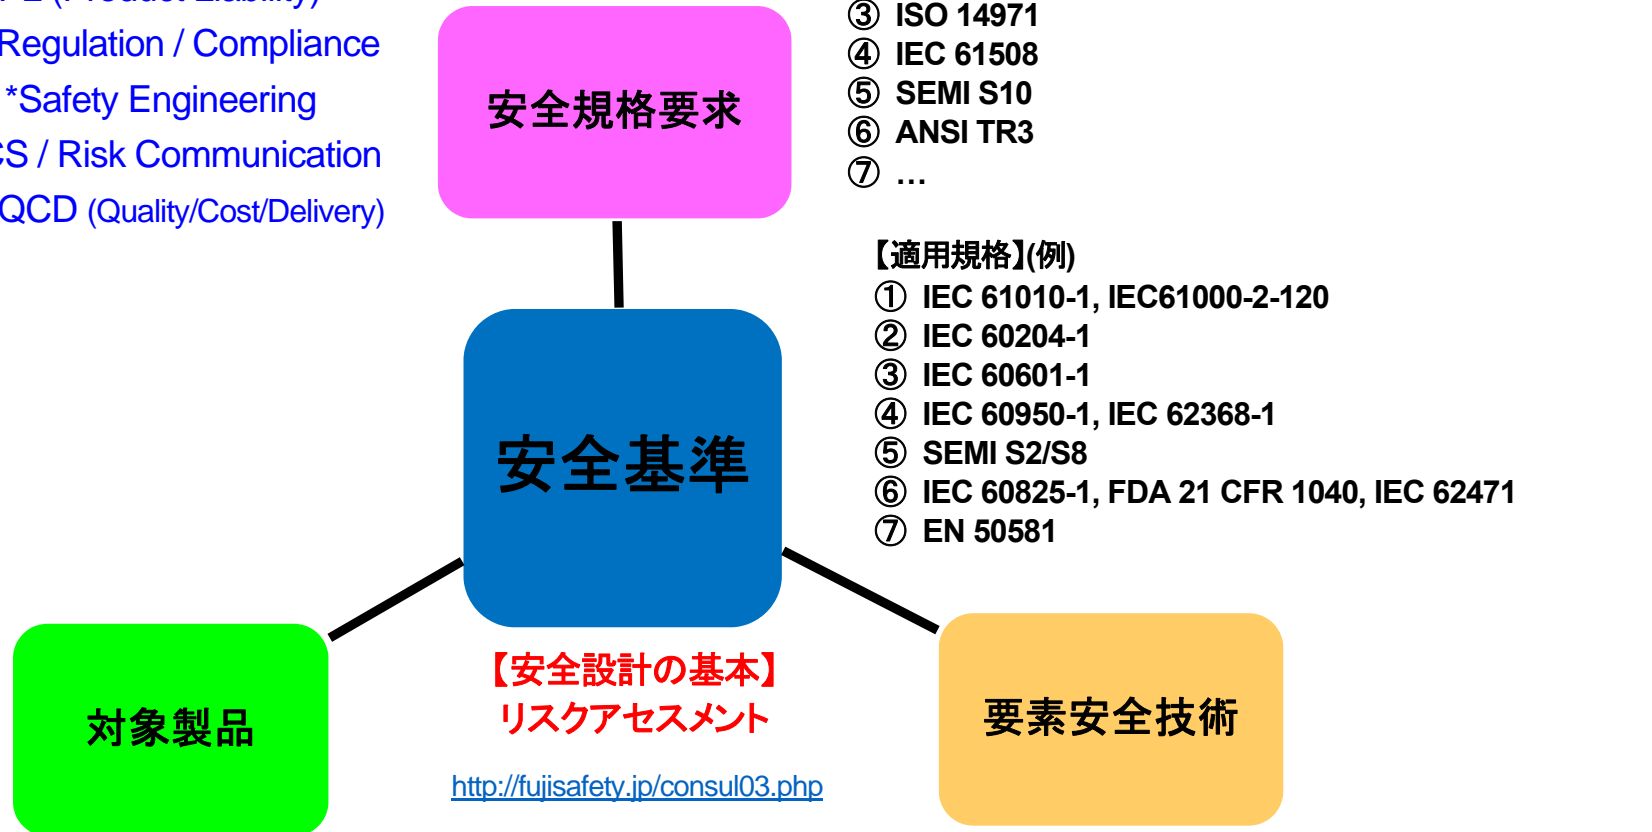 (Product Liability)
Regulation / Compliance
*Safety Engineering
/ Risk Communication
QCD (Quality/Cost/Delivery)
安全規格要求
③ ISO 14971
④ IEC 61508
⑤ SEMI S10
⑥ ANSI TR3
⑦ …
【適用規格】(例)
① IEC 61010-1, IEC61000-2-120
② IEC 60204-1
③ IEC 60601-1
④ IEC 60950-1, IEC 62368-1
⑤ SEMI S2/S8
⑥ IEC 60825-1, FDA 21 CFR 1040, IEC 62471
⑦ EN 50581
安全基準
【安全設計の基本】
リスクアセスメント
http://fujisafety.jp/consul03.php
対象製品
要素安全技術